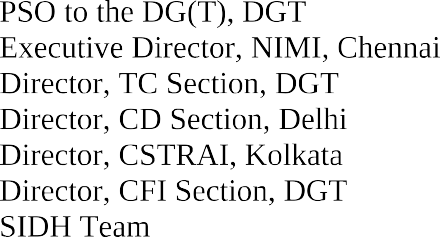 PSO to the DG(T), DGT
Executive Director, NIMI, Chennai
Director, TC Section, DGT
Director, CD Section, Delhi
Director, CSTRAI, Kolkata
Director, CFI Section, DGT
SIDH Team